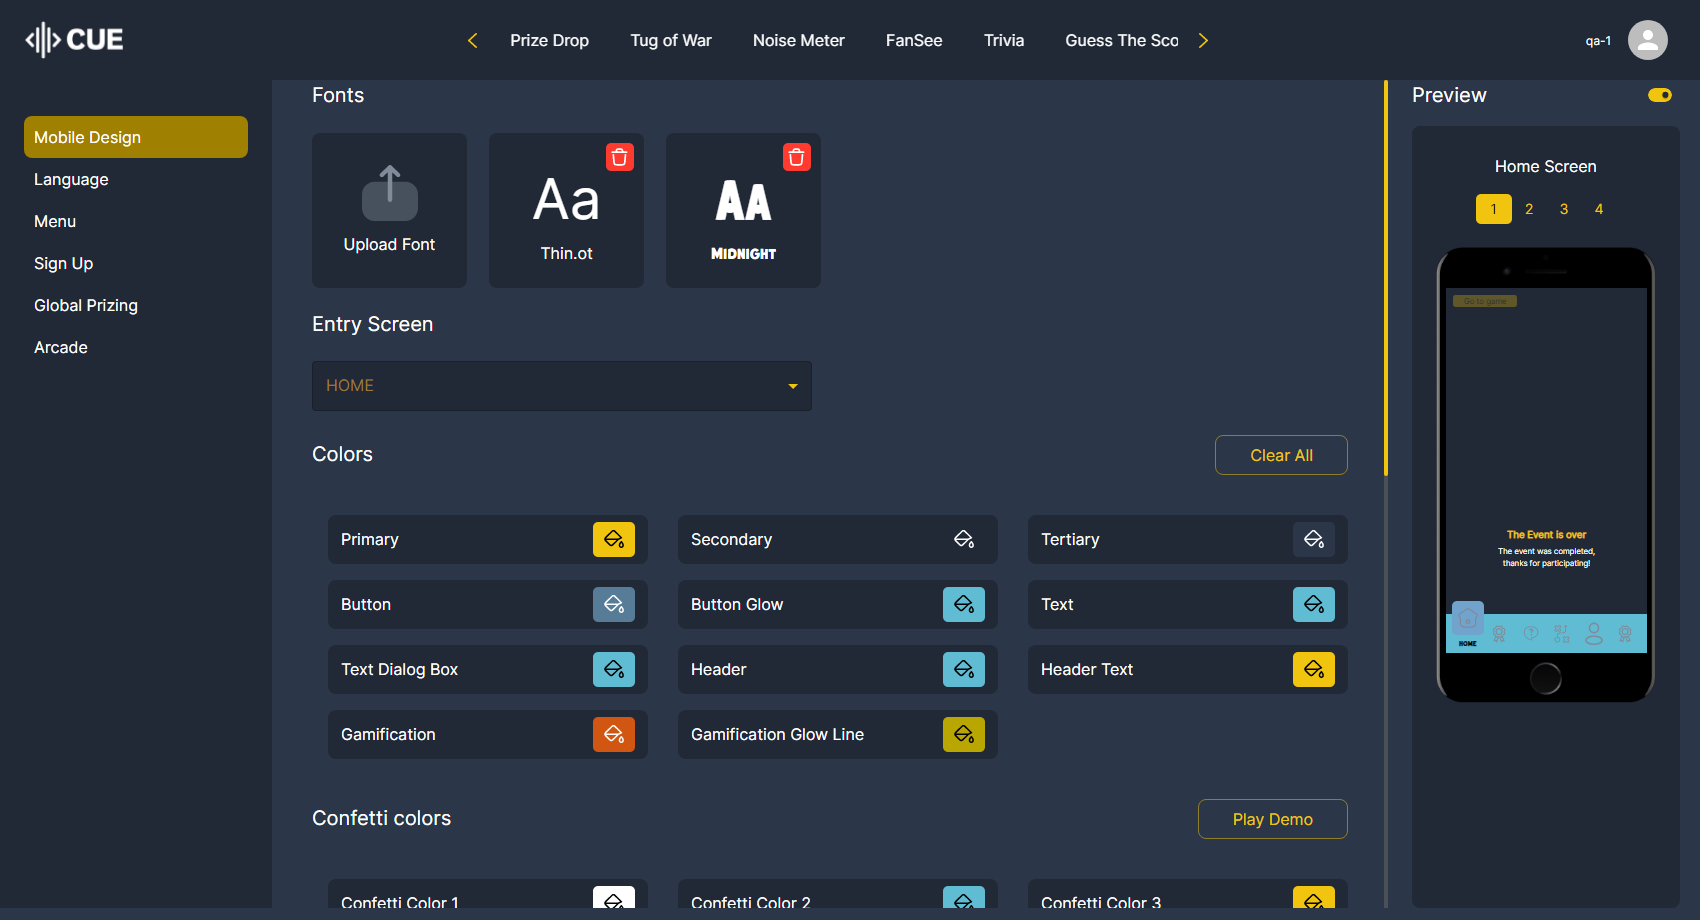 CUE
Prize Drop
Tug of War
Noise Meter
FanSee
Trivia
Guess The Sco
qa-1
Mobile Design
Language
Menu
Sign Up
Global Prizing
Arcade
Fonts
Upload Font
Aa
Thin.ot
AA
MIDNIGHT
Entry Screen
HOME
Colors
Clear All
Primary
Secondary
Tertiary
Button
Button Glow
Text
Text Dialog Box
Header
Header Text
Gamification
Gamification Glow Line
Confetti colors
Play Demo
Confetti Color 1
Confetti Color 2
Confetti Color 3
Preview
Home Screen
1 2 3 4
Go to game
The Event is over
The event was completed,
thanks for participating!
HOME